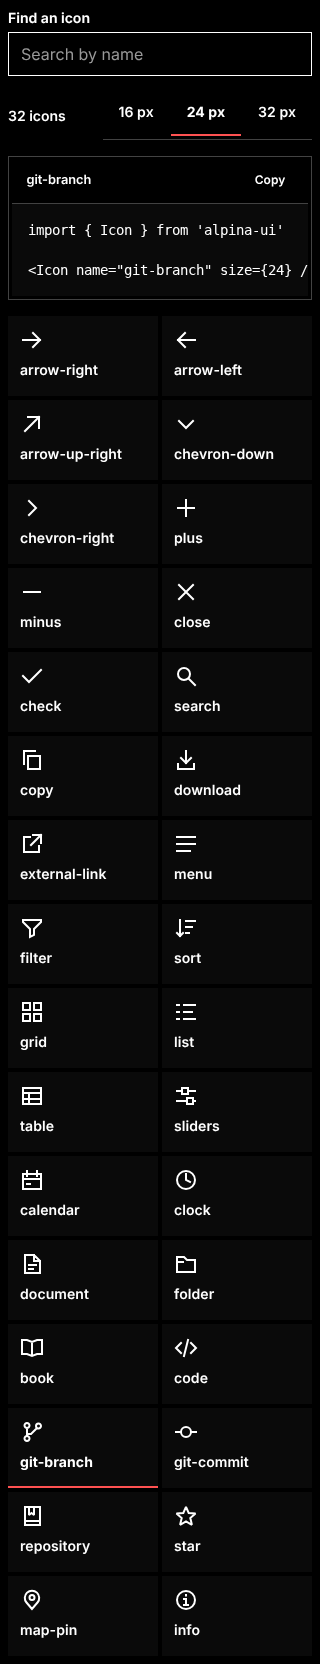 Find an icon
Search by name
32 icons
16 px
24 px
32 px
git-branch
Copy
import { Icon } from 'alpina-ui'
<Icon name="git-branch" size={24} /
arrow-right
arrow-left
arrow-up-right
chevron-down
chevron-right
plus
minus
close
check
search
copy
download
external-link
menu
filter
sort
grid
list
table
sliders
calendar
clock
document
folder
book
code
git-branch
git-commit
repository
star
map-pin
info